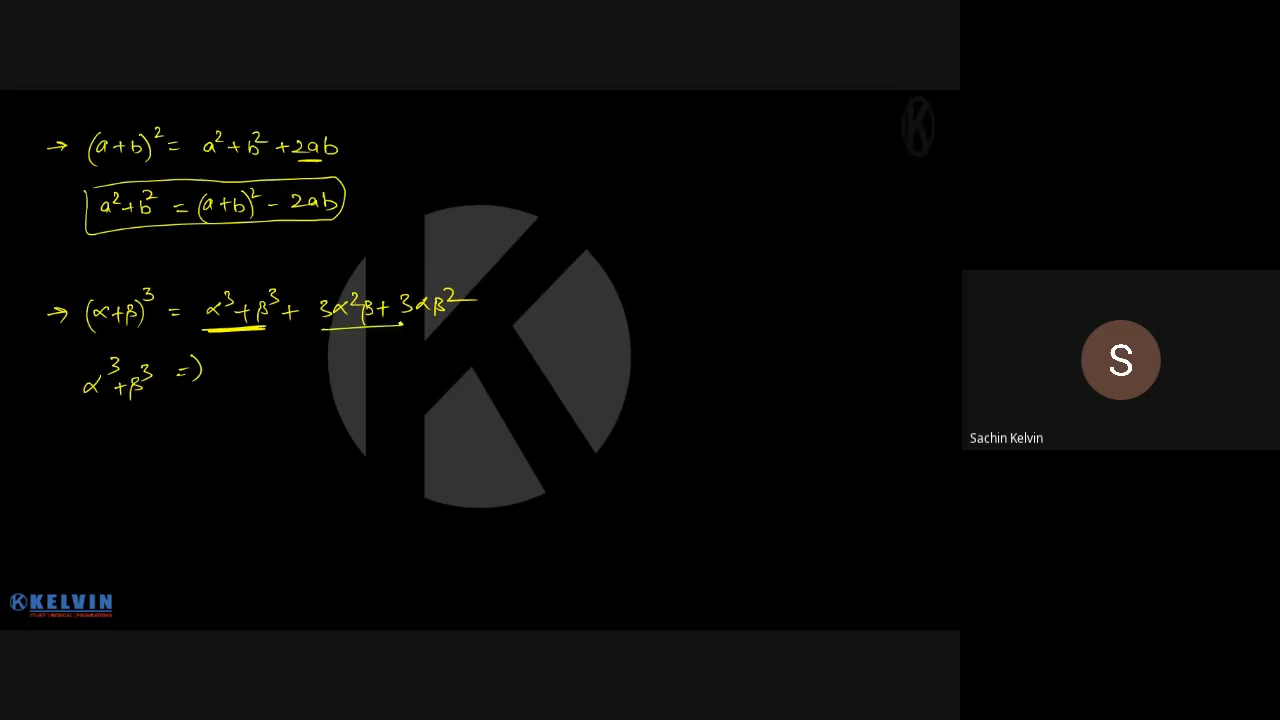 → (a+b)² = a²+b²+2ab
a²+b² = (a+b)² - 2ab
→ (α+β)³ = α³+β³+ 3α²β+3αβ²
α³+β³ =)
S
Sachin Kelvin
KELVIN